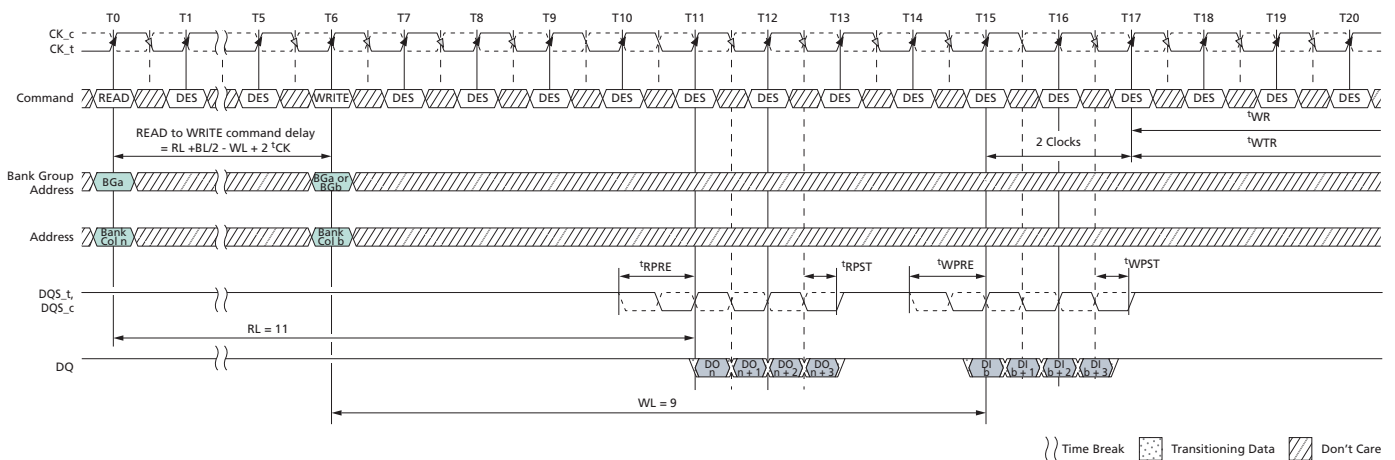 T0 T1 T5 T6 T7 T8 T9 T10 T11 T12 T13 T14 T15 T16 T17 T18 T19 T20
CK_c
CK_t
Command READ DES DES WRITE DES DES DES DES DES DES DES DES DES DES DES DES DES DES
READ to WRITE command delay
= RL +BL/2 - WL + 2 tCK
2 Clocks
tWR
tWTR
Bank Group
Address
BGa
BGa or
BGb
Address
Bank
Col n
Bank
Col b
tRPRE tRPST tWPRE tWPST
DQS_t,
DQS_c
RL = 11
DQ
DO
n
DO
n + 1
DO
n + 2
DO
n + 3
DI
b
DI
b + 1
DI
b + 2
DI
b + 3
WL = 9
Time Break Transitioning Data Don't Care